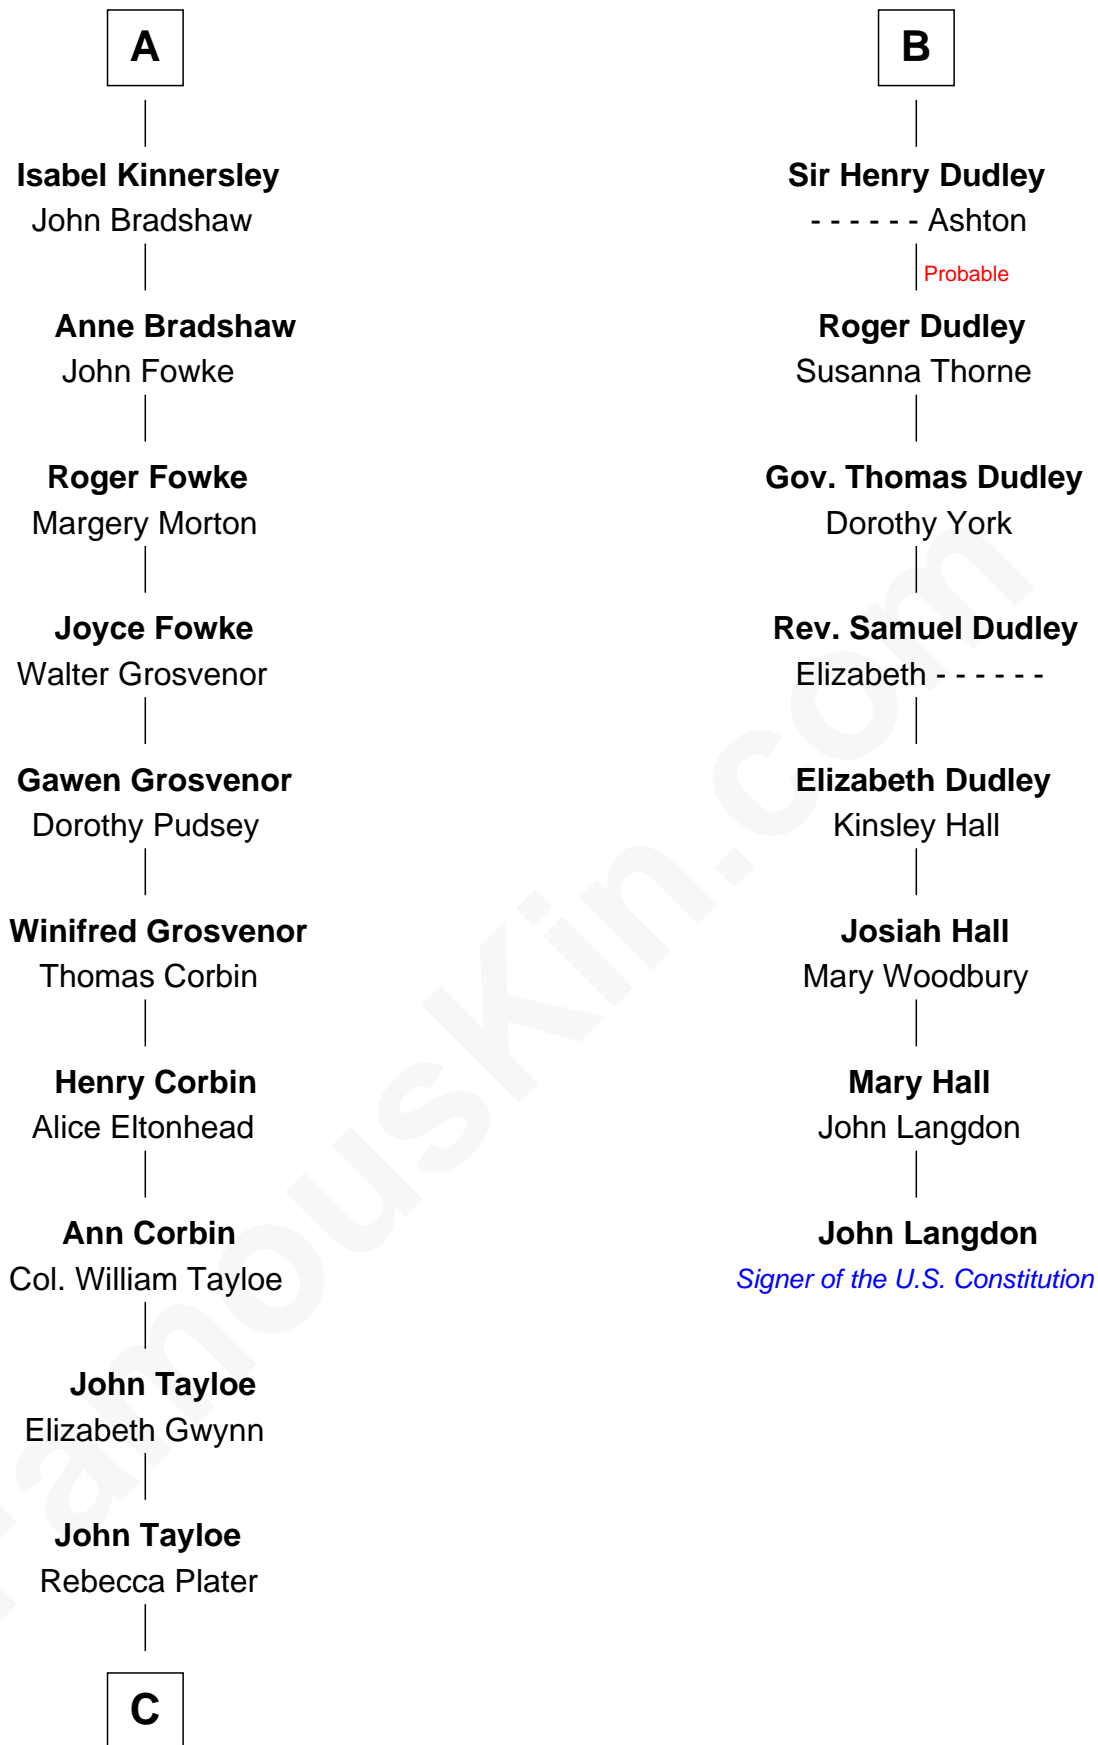 A
Isabel Kinnersley
John Bradshaw
Anne Bradshaw
John Fowke
Roger Fowke
Margery Morton
Joyce Fowke
Walter Grosvenor
Gawen Grosvenor
Dorothy Pudsey
Winifred Grosvenor
Thomas Corbin
Henry Corbin
Alice Eltonhead
Ann Corbin
Col. William Tayloe
John Tayloe
Elizabeth Gwynn
John Tayloe
Rebecca Plater
C
B
Sir Henry Dudley
- - - - - - Ashton
Probable
Roger Dudley
Susanna Thorne
Gov. Thomas Dudley
Dorothy York
Rev. Samuel Dudley
Elizabeth - - - - - -
Elizabeth Dudley
Kinsley Hall
Josiah Hall
Mary Woodbury
Mary Hall
John Langdon
John Langdon
Signer of the U.S. Constitution
FamousKin.com